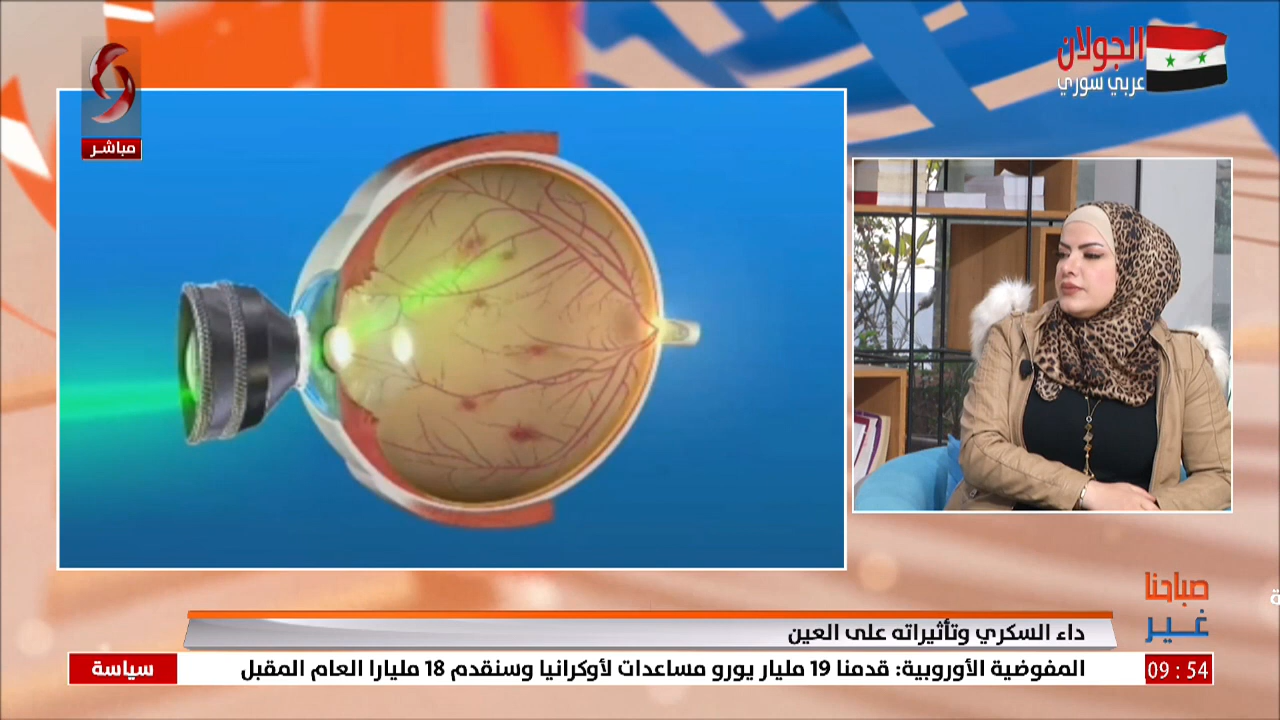 الجولان
عربي سوري
مباشر
صباحنا
غير
داء السكري وتأثيراته على العين
المفوضية الأوروبية: قدمنا 19 مليار يورو مساعدات لأوكرانيا وسنقدم 18 مليارا العام المقبل
سياسة
09 : 54